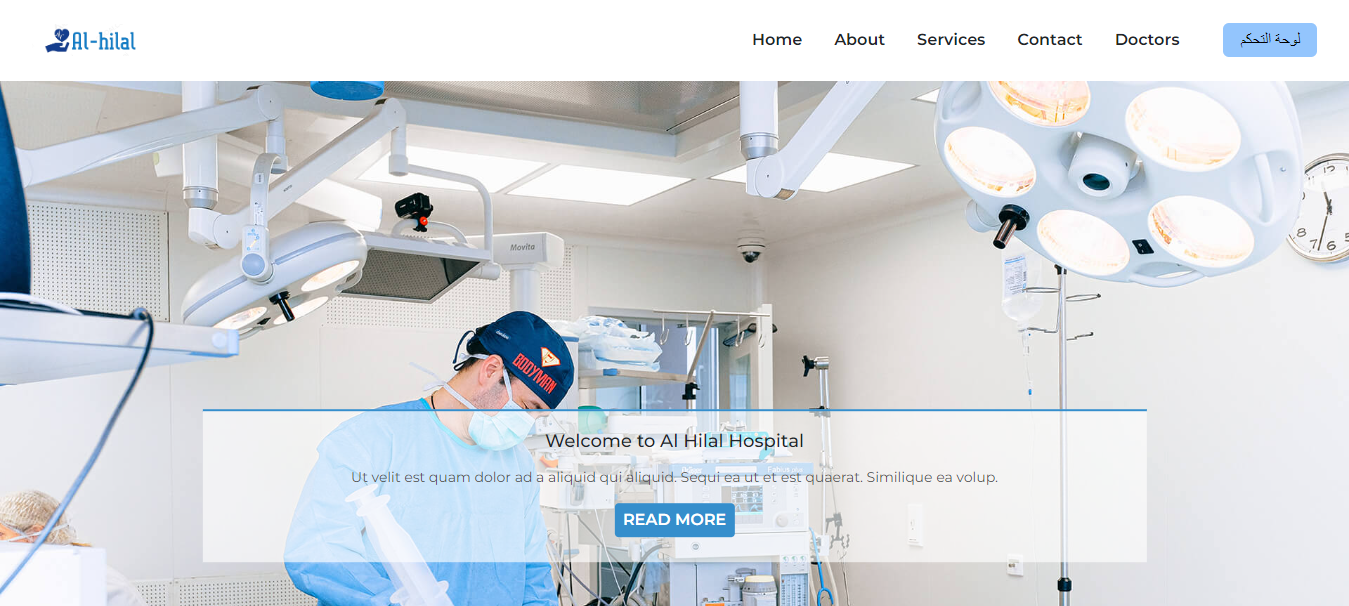 Al-hilal
Home
About
Services
Contact
Doctors
لوحة التحكم
Movita
BODYMAN
Welcome to Al Hilal Hospital
Ut velit est quam dolor ad a aliquid qui aliquid. Sequi ea ut et est quaerat. Similique ea volup.
READ MORE